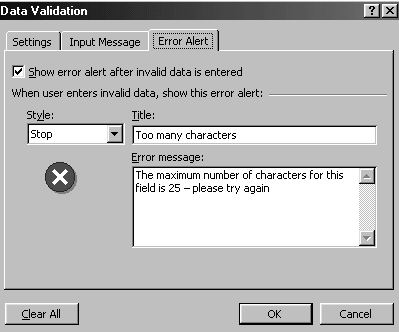 Data Validation
Settings
Input Message
Error Alert
Show error alert after invalid data is entered
When user enters invalid data, show this error alert:
Style:
Title:
Stop
Too many characters
Error message:
The maximum number of characters for this
field is 25 – please try again
Clear All
OK
Cancel